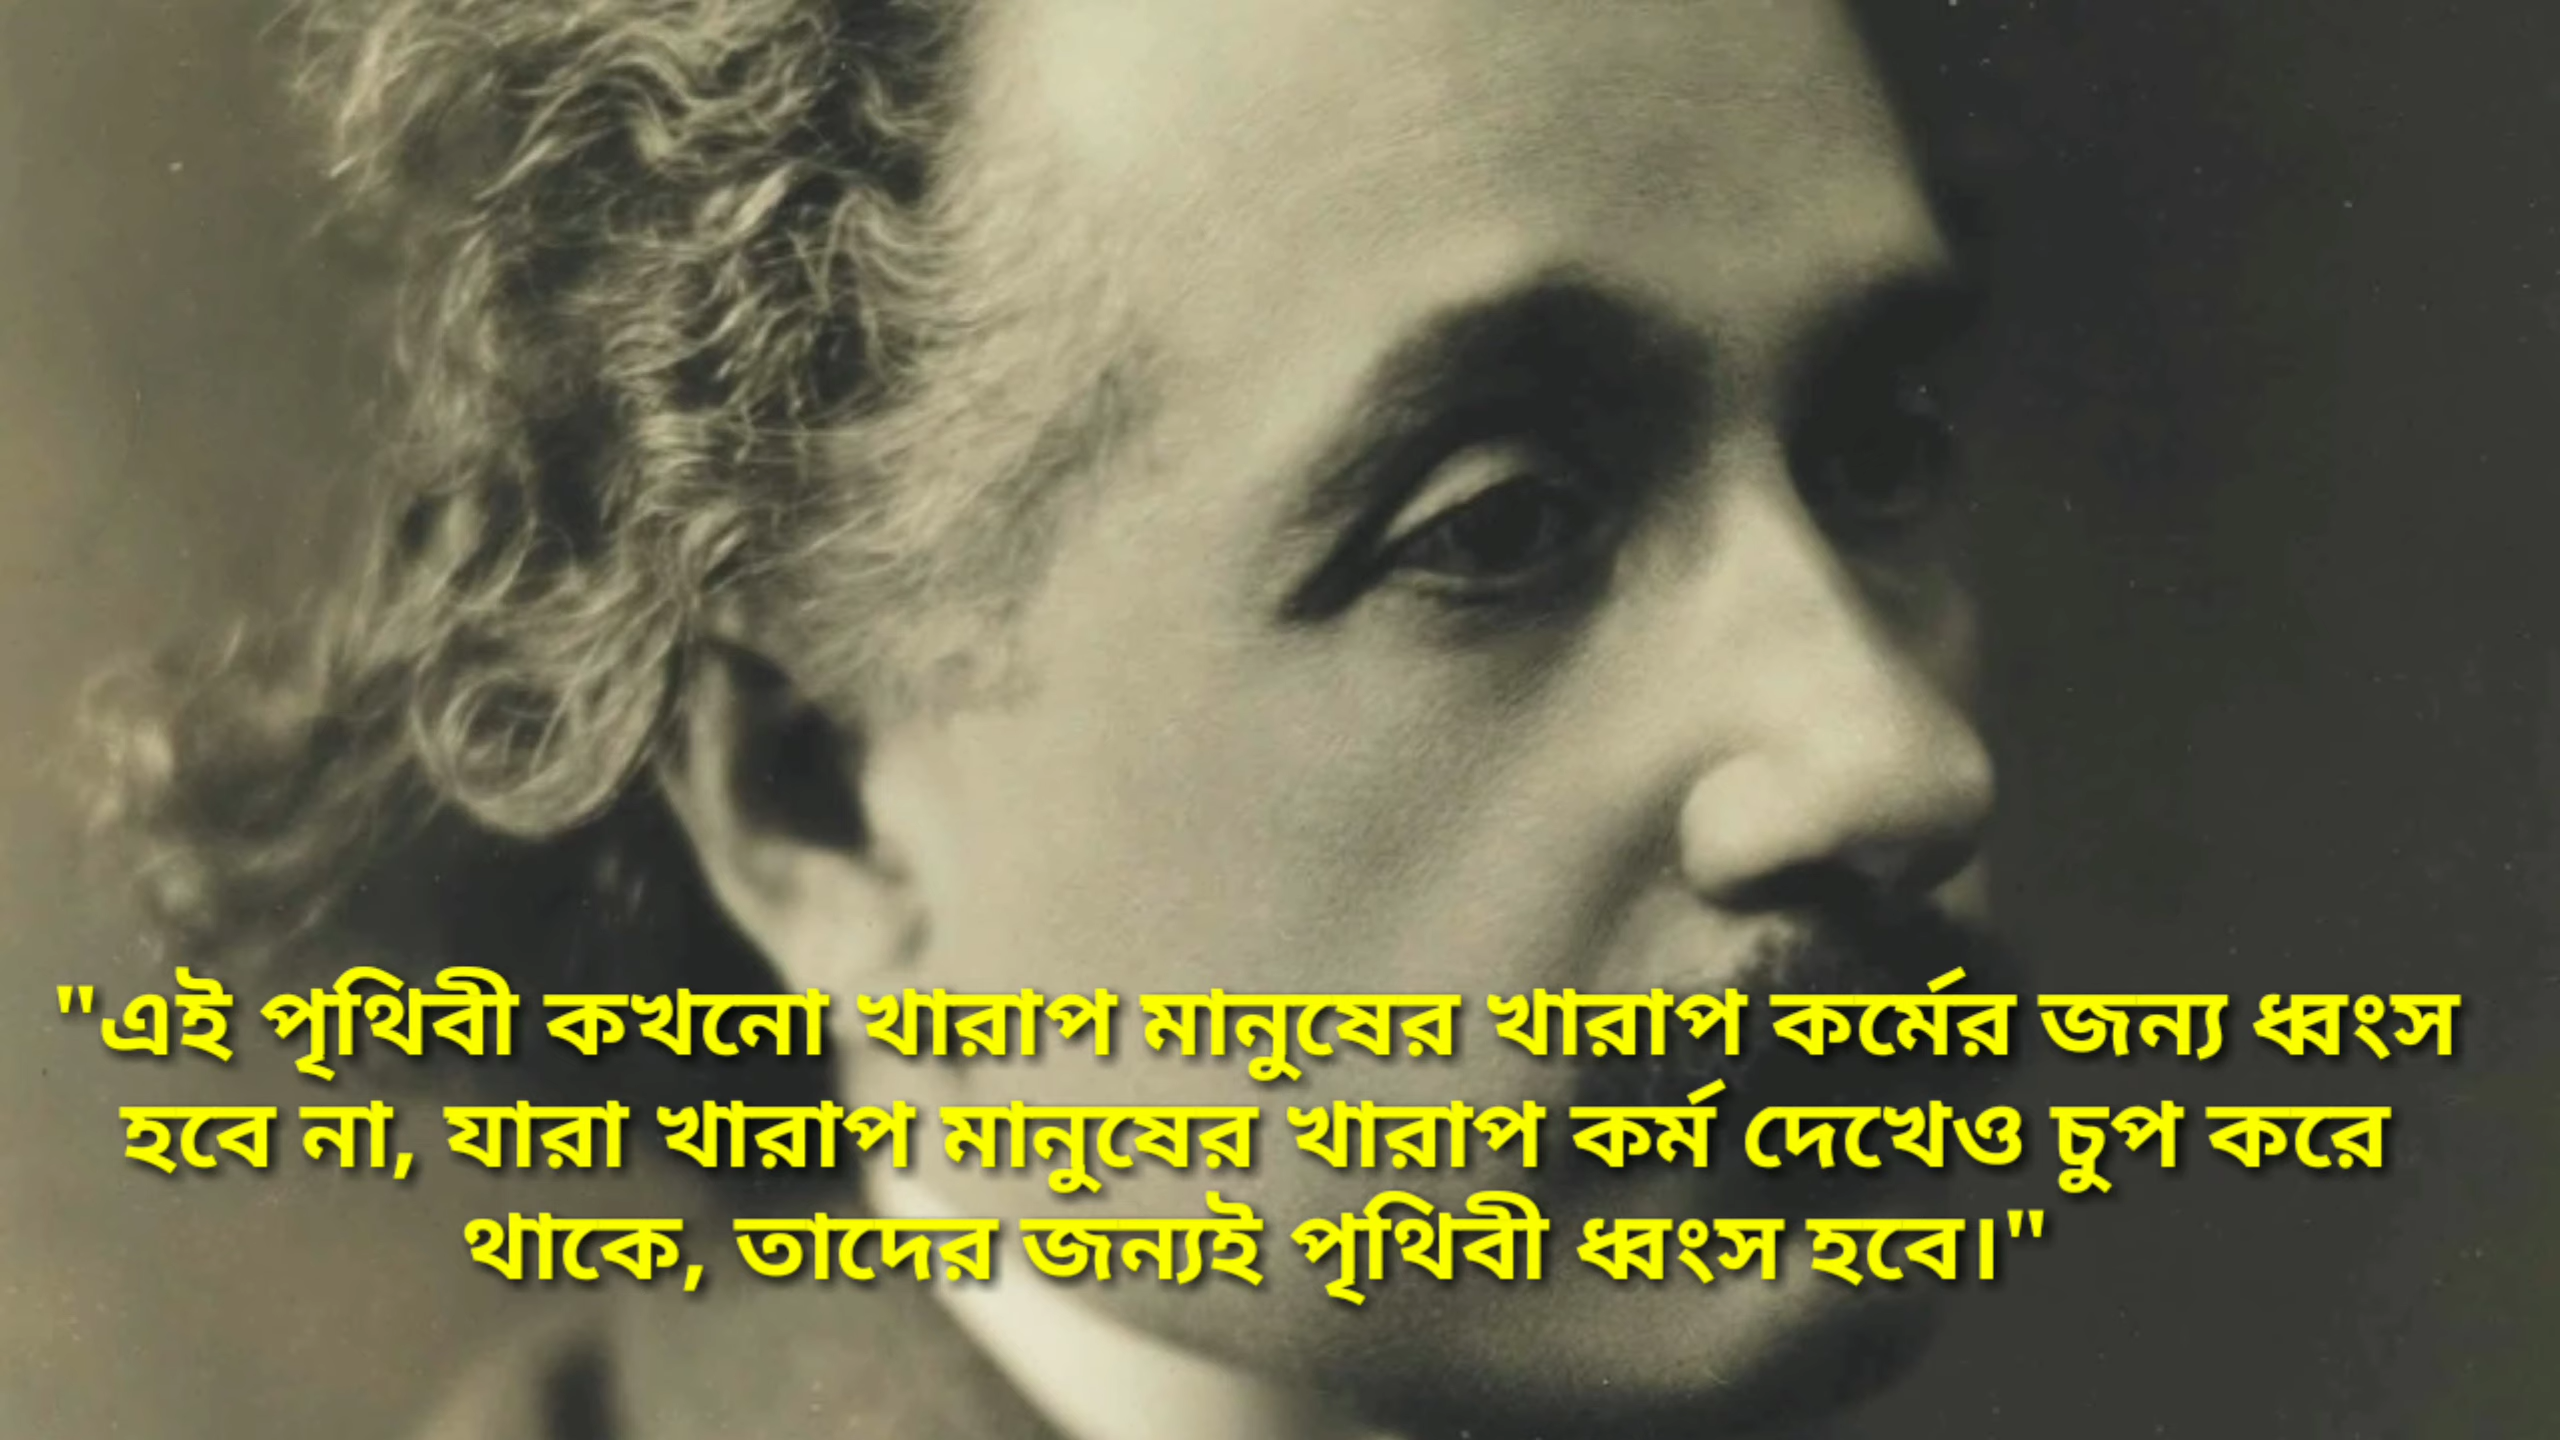 "এই পৃথিবী কখনো খারাপ মানুষের খারাপ কর্মের জন্য ধ্বংস
হবে না, যারা খারাপ মানুষের খারাপ কর্ম দেখেও চুপ করে
থাকে, তাদের জন্যই পৃথিবী ধ্বংস হবে।"